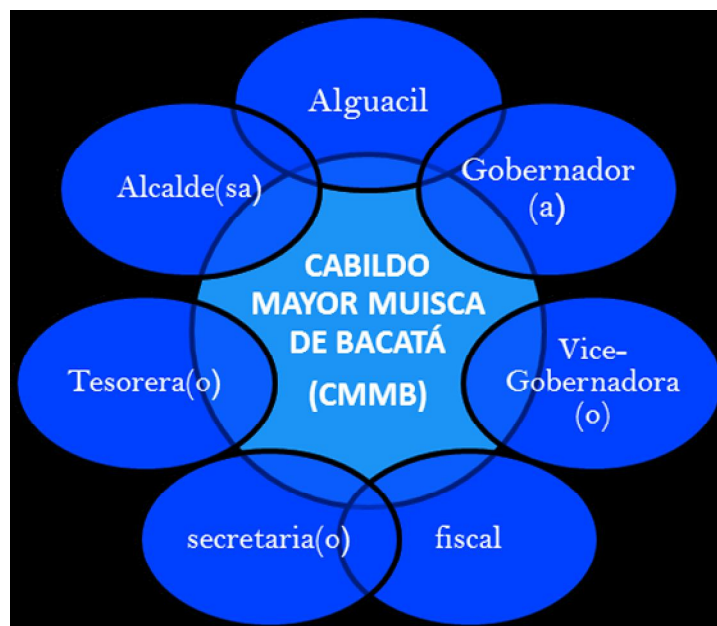 Alguacil
Gobernador
(a)
Alcalde(sa)
CABILDO
MAYOR MUISCA
DE BACATÁ
(CMMB)
Vice-
Gobernadora
(o)
Tesorera(o)
secretaria(o)
fiscal